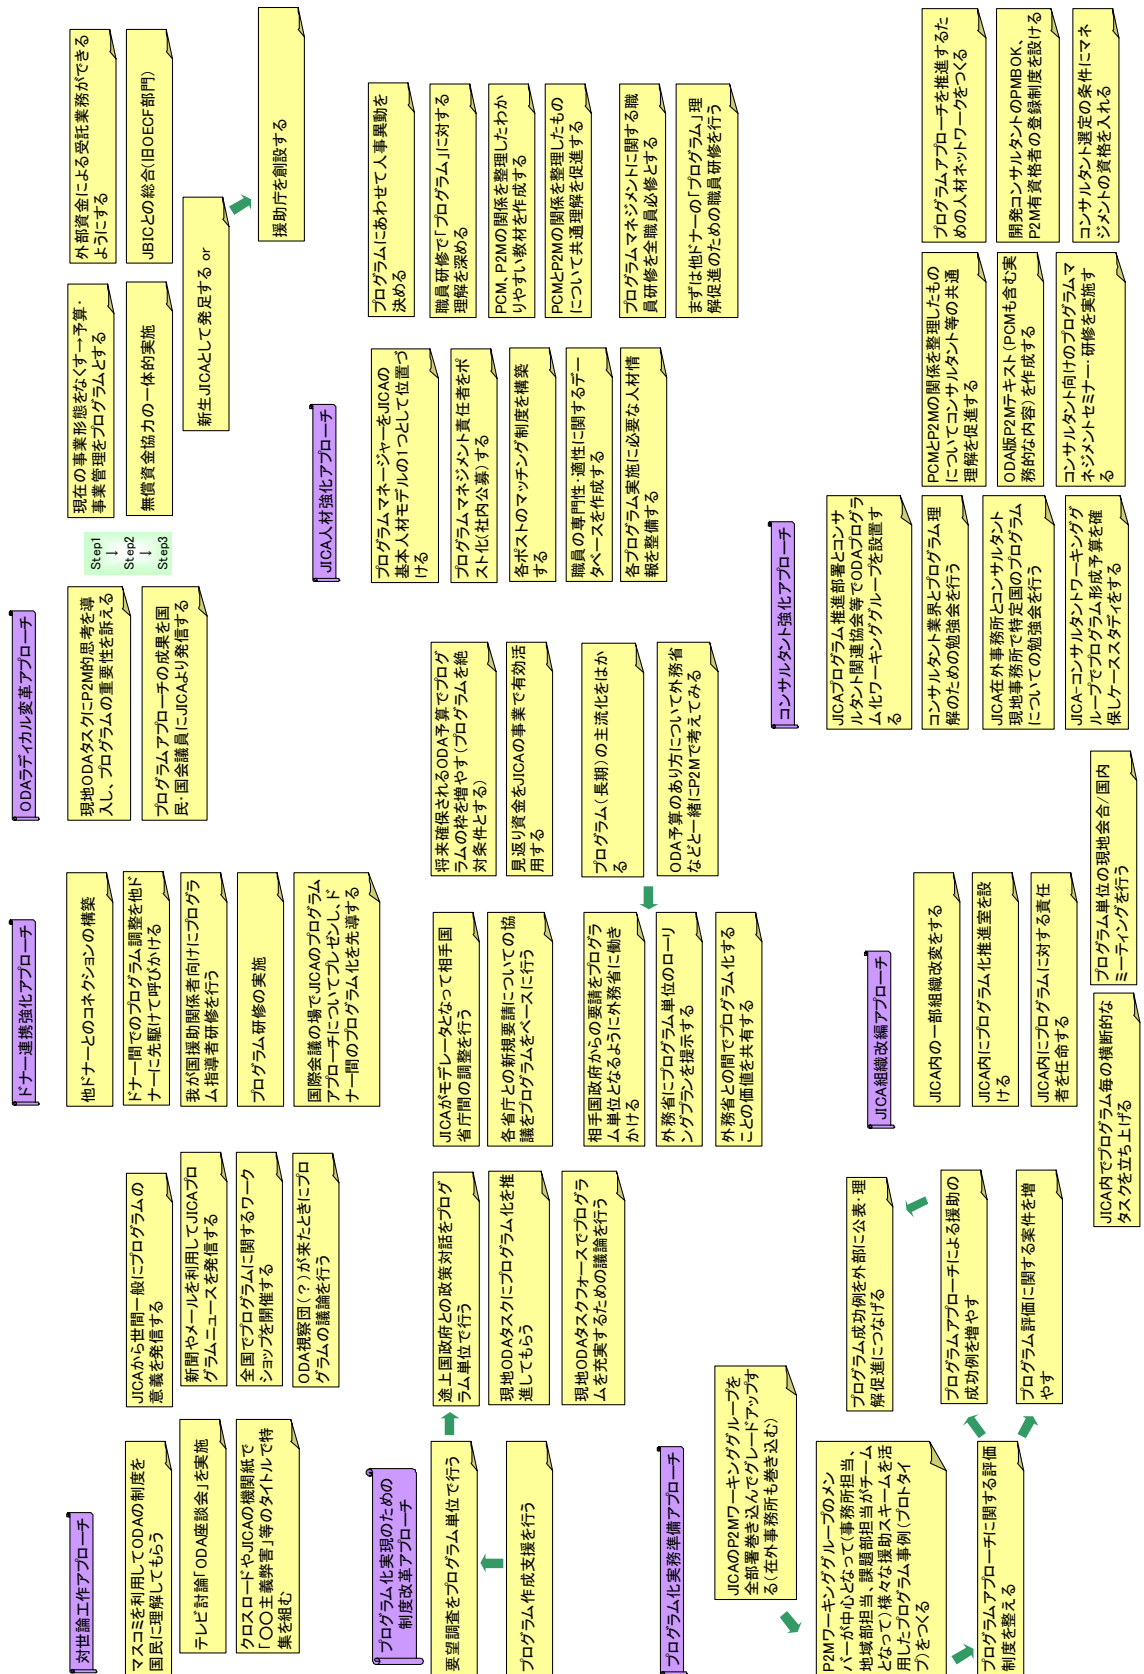 対世論工作アプローチ
マスコミを利用してODAの制度を
国民に理解してもらう
テレビ討論「ODA座談会」を実施
クロスロードやJICAの機関紙で
「〇〇主義弊害」等のタイトルで特
集を組む
JICAから世間一般にプログラムの
意義を発信する
新聞やメールを利用してJICAプロ
グラムニュースを発信する
全国でプログラムに関するワーク
ショップを開催する
ODA視察団(?)が来たときにプロ
グラムの議論を行う
ドナー連携強化アプローチ
他ドナーとのコネクションの構築
ドナー間でのプログラム調整を他ド
ナーに先駆けて呼びかける
我が国援助関係者向けにプログラ
ム指導者研修を行う
プログラム研修の実施
国際会議の場でJICAのプログラム
アプローチについてプレゼンし、ド
ナー間のプログラム化を先導する
ODAラディカル変革アプローチ
現地ODAタスクにP2M的思考を導
入し、プログラムの重要性を訴える
プログラムアプローチの成果を国
民・国会議員にJICAより発信する
Step1
↓
Step2
↓
Step3
現在の事業形態をなくす→予算・
事業管理をプログラムとする
無償資金協力の一体的実施
新生JICAとして発足する or
外部資金による受託業務ができる
ようにする
JBICとの総合(旧OECF部門)
援助庁を創設する
プログラム化実現のための
制度改革アプローチ
要望調査をプログラム単位で行う
プログラム作成支援を行う
途上国政府との政策対話をプログ
ラム単位で行う
現地ODAタスクにプログラム化を推
進してもらう
現地ODAタスクフォースでプログラ
ムを充実するための議論を行う
JICAがモデレータとなって相手国
省庁間の調整を行う
各省庁との新規要請についての協
議をプログラムをベースに行う
相手国政府からの要請をプログラ
ム単位となるように外務省に働き
かける
外務省にプログラム単位のローリ
ングプランを提示する
外務省との間でプログラム化する
ことの価値を共有する
将来確保されるODA予算でプログ
ラムの枠を増やす(プログラムを絶
対条件とする)
見返り資金をJICAの事業で有効活
用する
プログラム(長期)の主流化をはか
る
ODA予算のあり方について外務省
などと一緒にP2Mで考えてみる
JICA人材強化アプローチ
プログラムマネージャーをJICAの
基本人材モデルの1つとして位置づ
ける
プログラムマネジメント責任者をポ
スト化(社内公募)する
各ポストのマッチング制度を構築
する
職員の専門性・適性に関するデー
タベースを作成する
各プログラム実施に必要な人材情
報を整備する
プログラムにあわせて人事異動を
決める
職員研修で「プログラム」に対する
理解を深める
PCM、P2Mの関係を整理したわか
りやすい教材を作成する
PCMとP2Mの関係を整理したもの
について共通理解を促進する
プログラムマネジメントに関する職
員研修を全職員必修とする
まずは他ドナーの「プログラム」理
解促進のための職員研修を行う
プログラム化実務準備アプローチ
JICAのP2Mワーキンググループを
全部署巻き込んでグレードアップす
る(在外事務所も巻き込む)
P2Mワーキンググループのメン
バーが中心となって(事務所担当、
地域部担当、課題部担当がチーム
となって)様々な援助スキームを活
用したプログラム事例(プロトタイ
プ)をつくる
プログラムアプローチに関する評価
制度を整える
プログラム成功例を外部に公表・理
解促進につなげる
プログラムアプローチによる援助の
成功例を増やす
プログラム評価に関する案件を増
やす
JICA組織改編アプローチ
JICA内の一部組織改変をする
JICA内にプログラム化推進室を設
ける
JICA内にプログラムに対する責任
者を任命する
JICA内でプログラム毎の横断的な
タスクを立ち上げる
プログラム単位の現地会合/国内
ミーティングを行う
コンサルタント強化アプローチ
JICAプログラム推進部署とコンサ
ルタント関連協会等でODAプログラ
ム化ワーキンググループを設置す
る
コンサルタント業界とプログラム理
解のための勉強会を行う
JICA在外事務所とコンサルタント
現地事務所で特定国のプログラム
についての勉強会を行う
JICA-コンサルタントワーキンググ
ループでプログラム形成予算を確
保しケーススタディをする
PCMとP2Mの関係を整理したもの
についてコンサルタント等の共通
理解を促進する
ODA版P2Mテキスト(PCMも含む実
務的な内容)を作成する
コンサルタント向けのプログラムマ
ネジメントセミナー・研修を実施す
る
プログラムアプローチを推進するた
めの人材ネットワークをつくる
開発コンサルタントのPMBOK、
P2M有資格者の登録制度を設ける
コンサルタント選定の条件にマネ
ジメントの資格を入れる